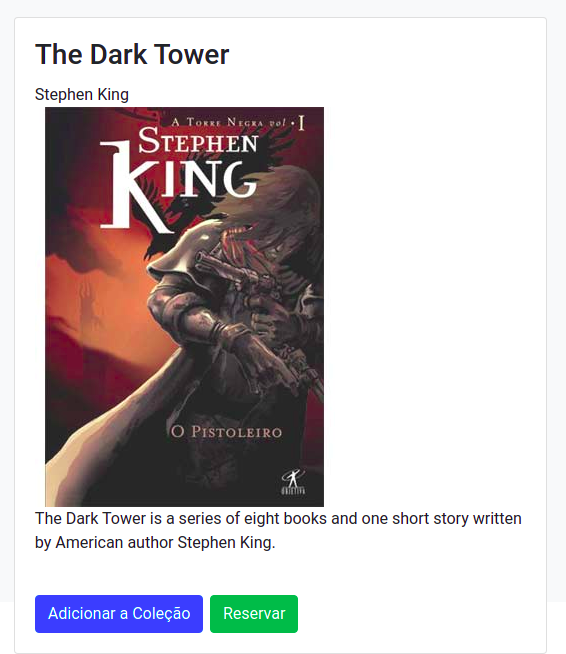 The Dark Tower
Stephen King
A TORRE NEGRA vol • I
STEPHEN
KING
O PISTOLEIRO
OBJETIVA
The Dark Tower is a series of eight books and one short story written
by American author Stephen King.
Adicionar a Coleção
Reservar